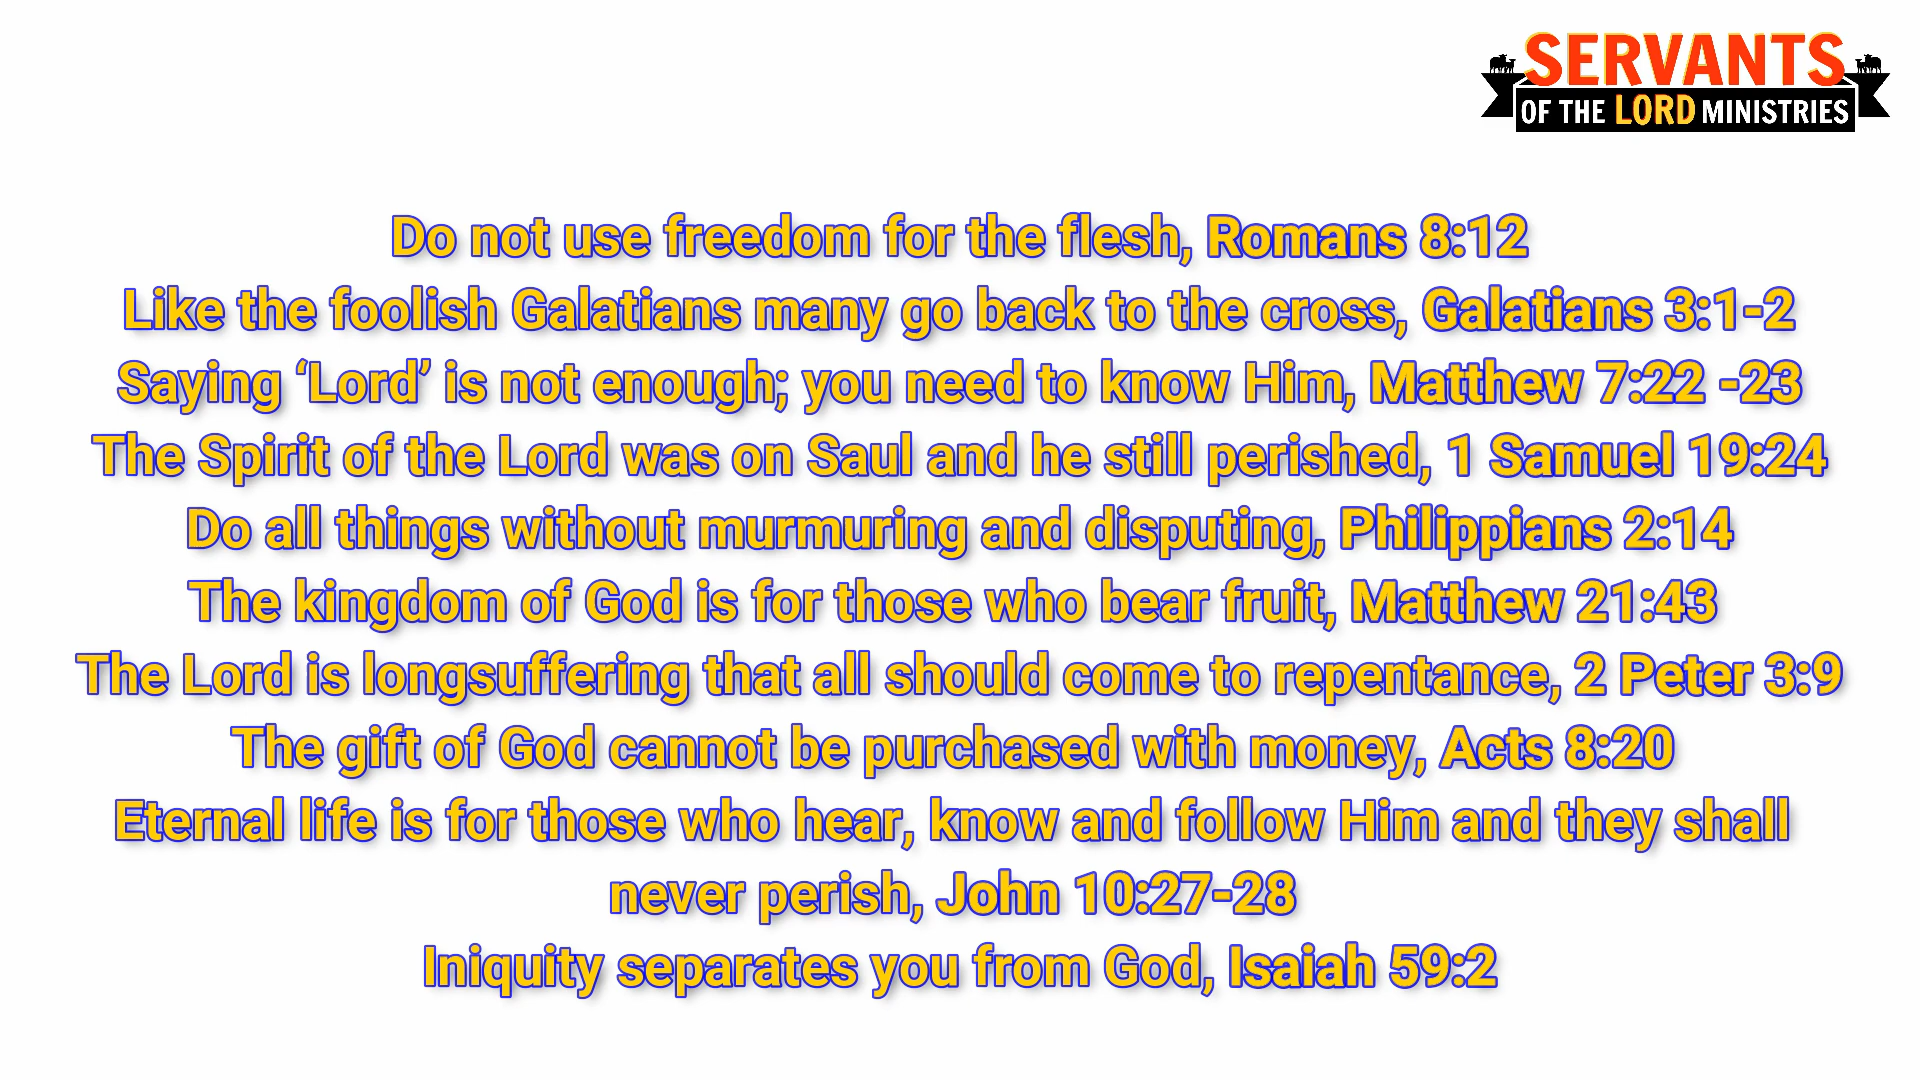 SERVANTS
OF THE LORD MINISTRIES
Do not use freedom for the flesh, Romans 8:12
Like the foolish Galatians many go back to the cross, Galatians 3:1-2
Saying ‘Lord’ is not enough; you need to know Him, Matthew 7:22 -23
The Spirit of the Lord was on Saul and he still perished, 1 Samuel 19:24
Do all things without murmuring and disputing, Philippians 2:14
The kingdom of God is for those who bear fruit, Matthew 21:43
The Lord is longsuffering that all should come to repentance, 2 Peter 3:9
The gift of God cannot be purchased with money, Acts 8:20
Eternal life is for those who hear, know and follow Him and they shall
never perish, John 10:27-28
Iniquity separates you from God, Isaiah 59:2